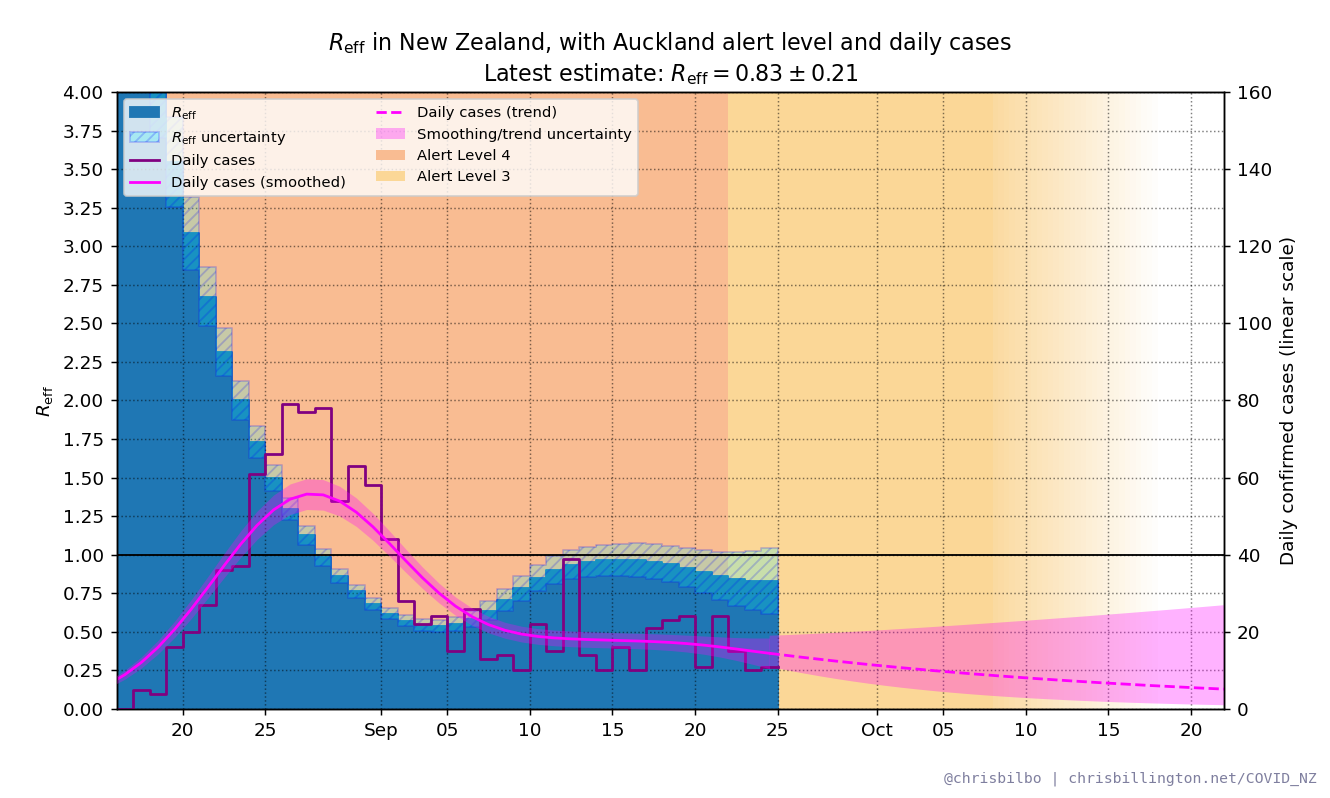 R_eff in New Zealand, with Auckland alert level and daily cases
Latest estimate: R_eff = 0.83 ± 0.21
R_eff
R_eff uncertainty
Daily cases
Daily cases (smoothed)
Daily cases (trend)
Smoothing/trend uncertainty
Alert Level 4
Alert Level 3
4.00
3.75
3.50
3.25
3.00
2.75
2.50
2.25
2.00
1.75
1.50
1.25
1.00
0.75
0.50
0.25
0.00
R_eff
160
140
120
100
80
60
40
20
0
Daily confirmed cases (linear scale)
20 25 Sep 05 10 15 20 25 Oct 05 10 15 20
@chrisbilbo | chrisbillington.net/COVID_NZ